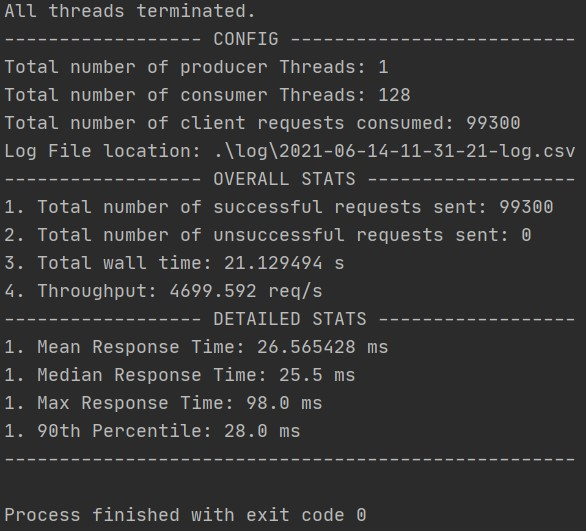 All threads terminated.
------------------ CONFIG --------------------------
Total number of producer Threads: 1
Total number of consumer Threads: 128
Total number of client requests consumed: 99300
Log File location: .\log\2021-06-14-11-31-21-log.csv
------------------ OVERALL STATS -------------------
1. Total number of successful requests sent: 99300
2. Total number of unsuccessful requests sent: 0
3. Total wall time: 21.129494 s
4. Throughput: 4699.592 req/s
------------------ DETAILED STATS ------------------
1. Mean Response Time: 26.565428 ms
1. Median Response Time: 25.5 ms
1. Max Response Time: 98.0 ms
1. 90th Percentile: 28.0 ms
----------------------------------------------------
Process finished with exit code 0